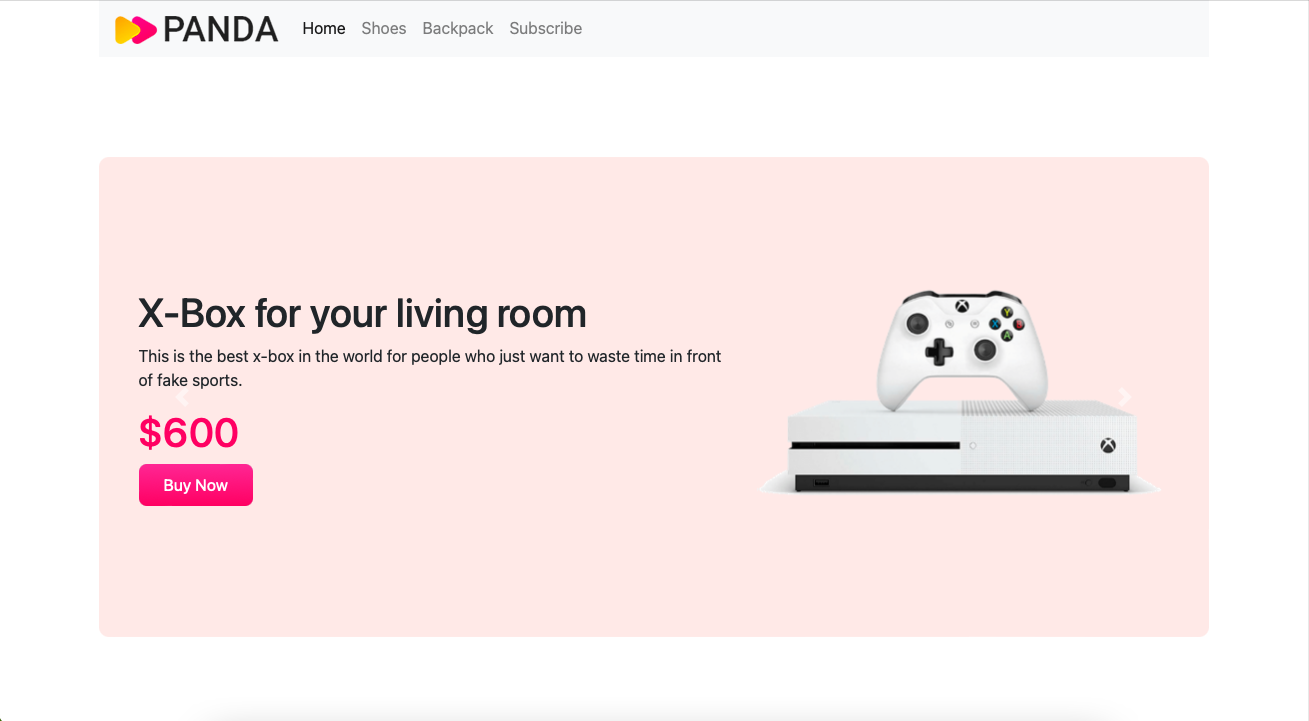 PANDA Home Shoes Backpack Subscribe
X-Box for your living room
This is the best x-box in the world for people who just want to waste time in front
of fake sports.
$600
Buy Now
Y
X B
A